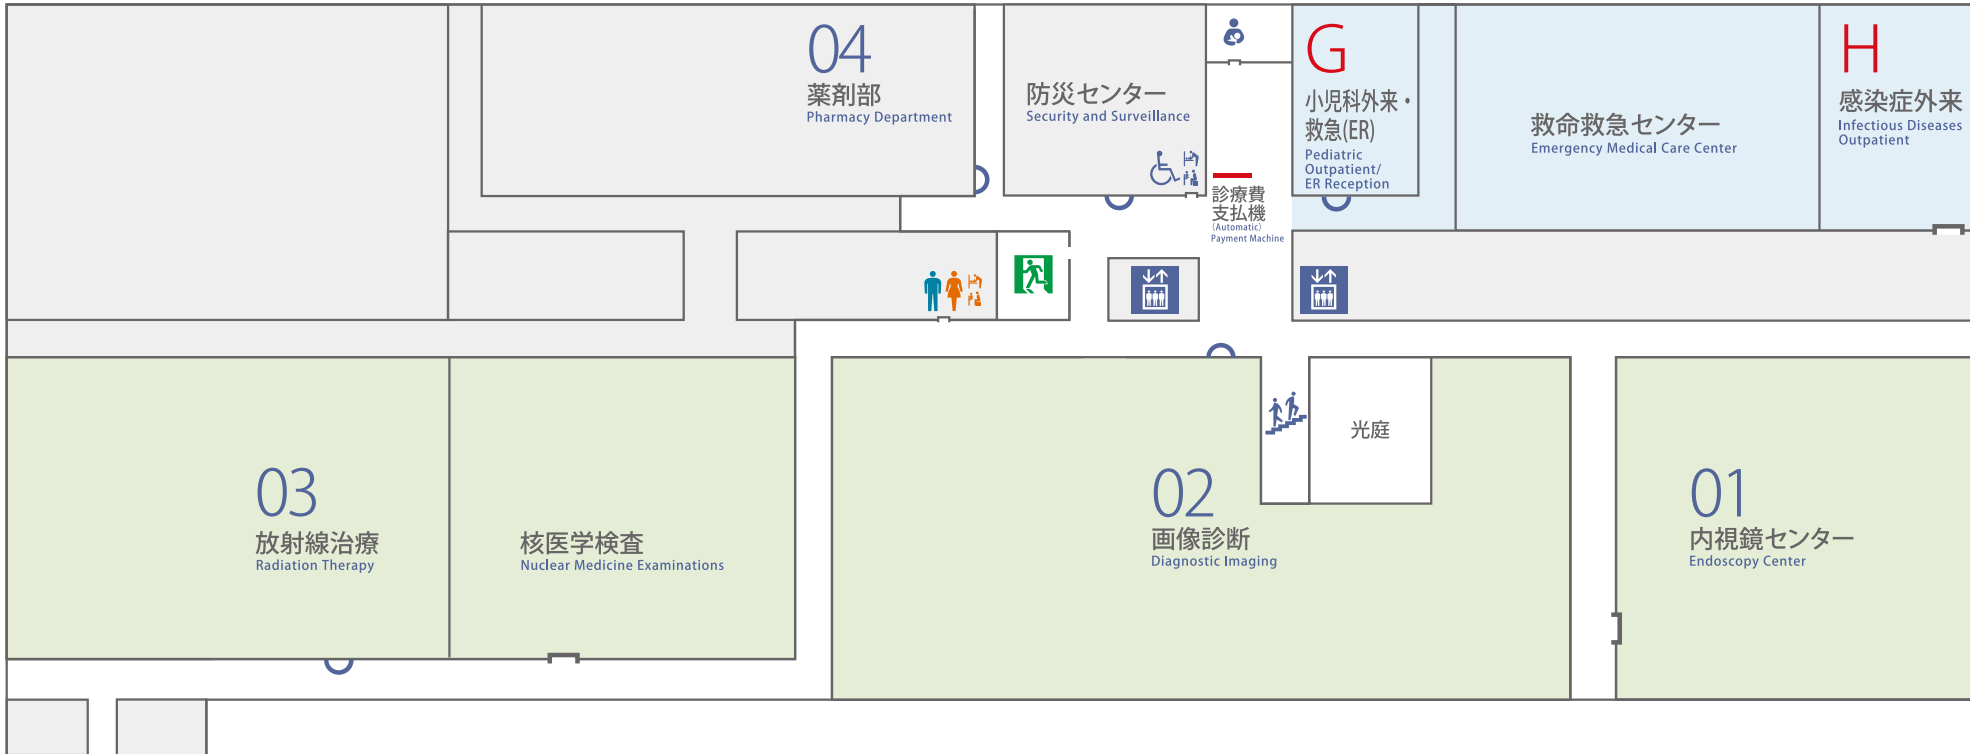 04
薬剤部
Pharmacy Department
防災センター
Security and Surveillance
診療費
支払機
(Automatic)
Payment Machine
G
小児科外来・
救急(ER)
Pediatric
Outpatient/
ER Reception
救命救急センター
Emergency Medical Care Center
H
感染症外来
Infectious Diseases
Outpatient
03
放射線治療
Radiation Therapy
核医学検査
Nuclear Medicine Examinations
02
画像診断
Diagnostic Imaging
光庭
01
内視鏡センター
Endoscopy Center